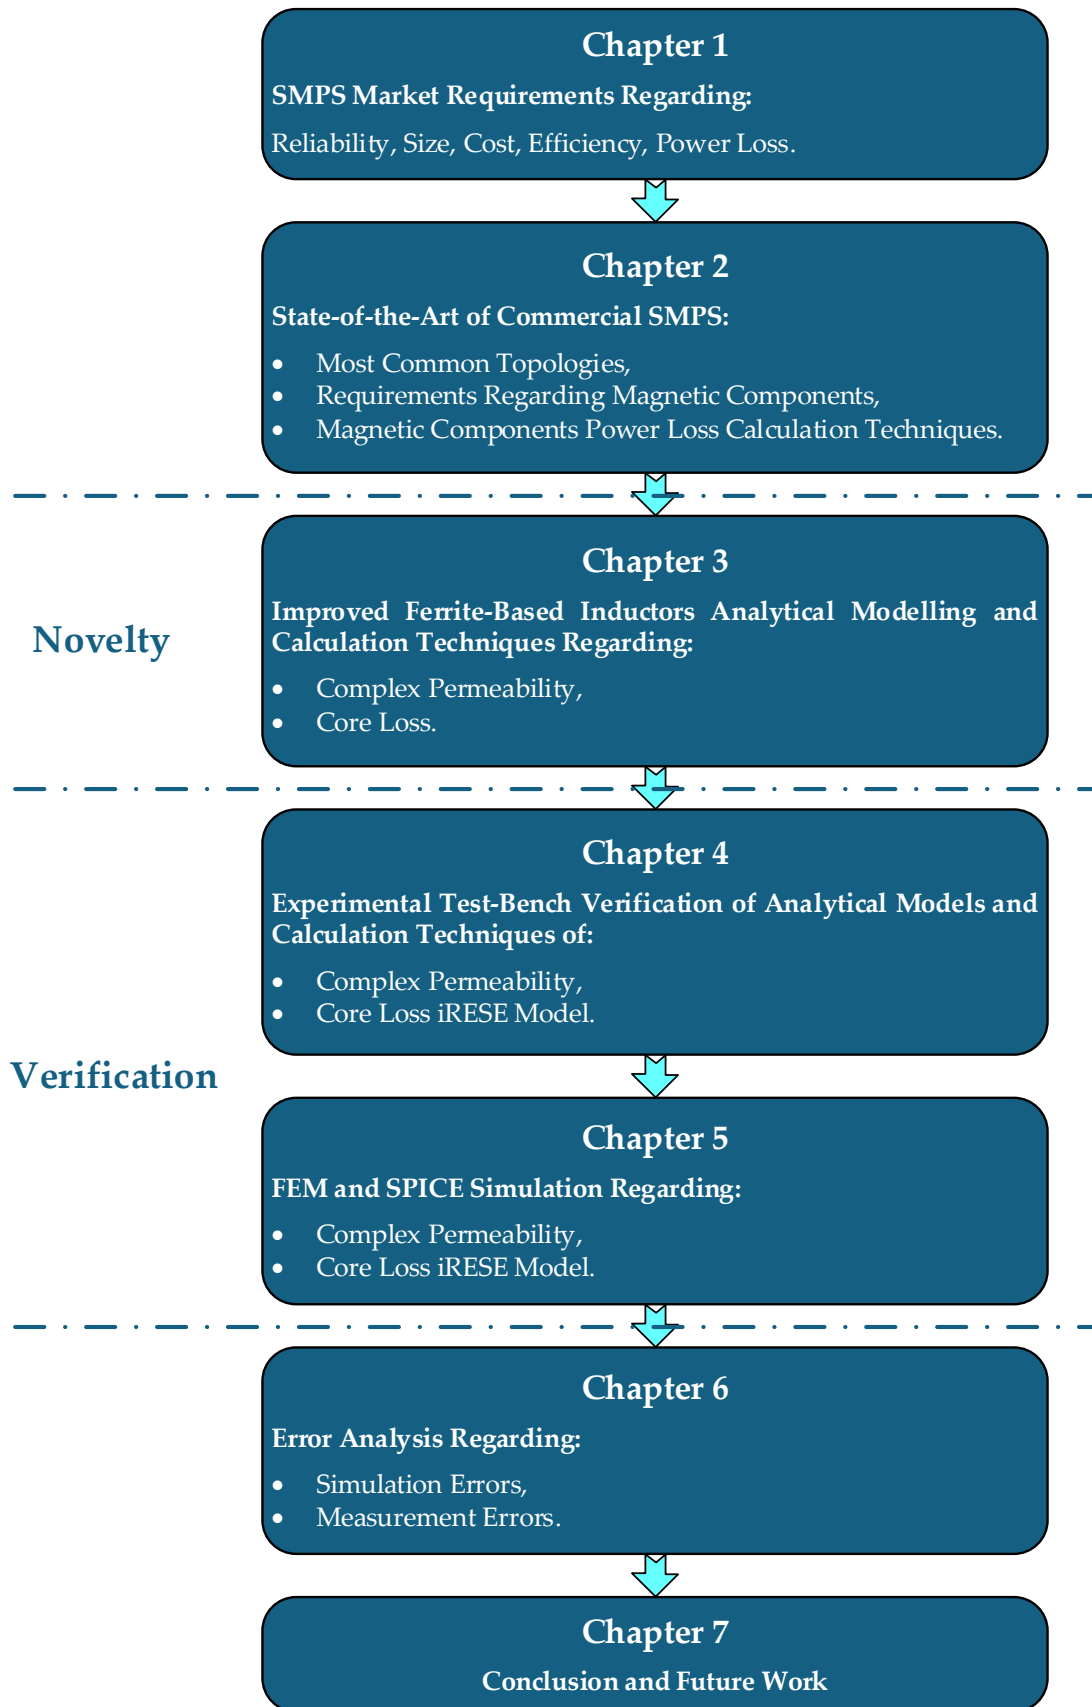 Chapter 1
SMPS Market Requirements Regarding:
Reliability, Size, Cost, Efficiency, Power Loss.
Chapter 2
State-of-the-Art of Commercial SMPS:
• Most Common Topologies,
• Requirements Regarding Magnetic Components,
• Magnetic Components Power Loss Calculation Techniques.
Novelty
Chapter 3
Improved Ferrite-Based Inductors Analytical Modelling and
Calculation Techniques Regarding:
• Complex Permeability,
• Core Loss.
Verification
Chapter 4
Experimental Test-Bench Verification of Analytical Models and
Calculation Techniques of:
• Complex Permeability,
• Core Loss iRESE Model.
Chapter 5
FEM and SPICE Simulation Regarding:
• Complex Permeability,
• Core Loss iRESE Model.
Chapter 6
Error Analysis Regarding:
• Simulation Errors,
• Measurement Errors.
Chapter 7
Conclusion and Future Work